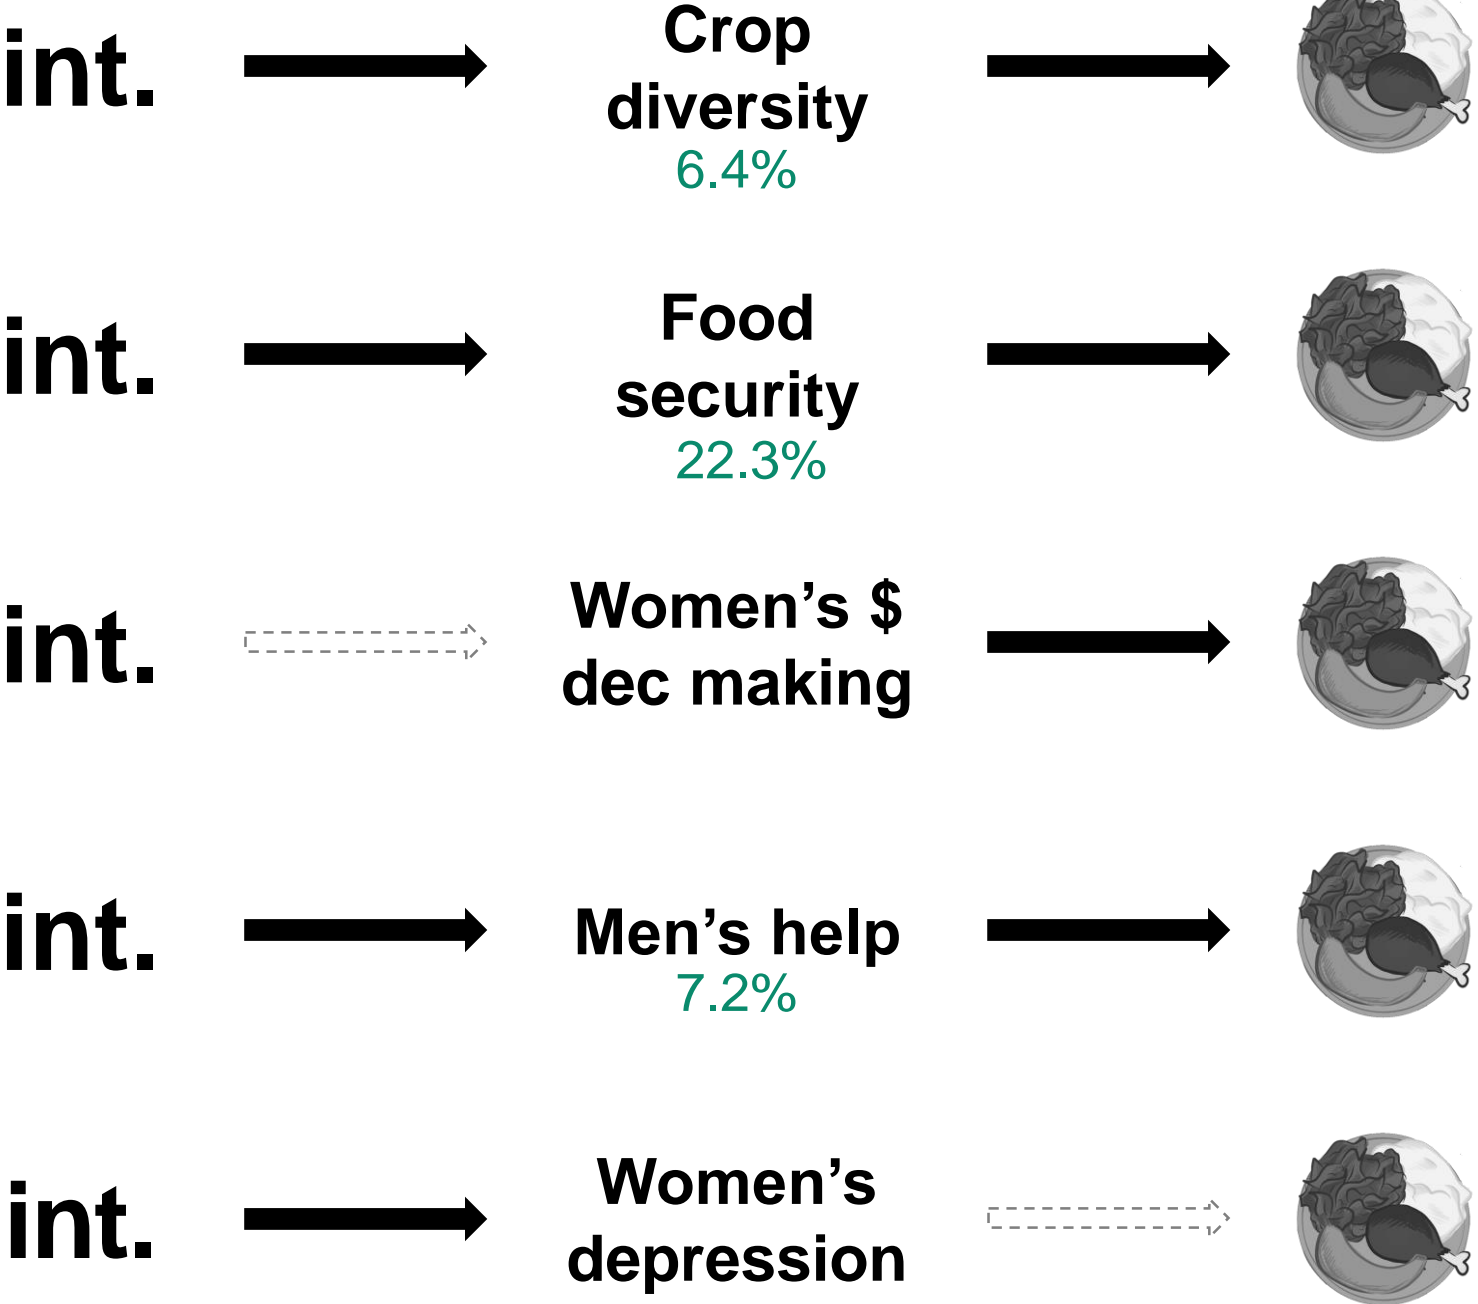 int.
Crop
diversity
6.4%
int.
Food
security
22.3%
int.
Women’s $
dec making
int.
Men’s help
7.2%
int.
Women’s
depression